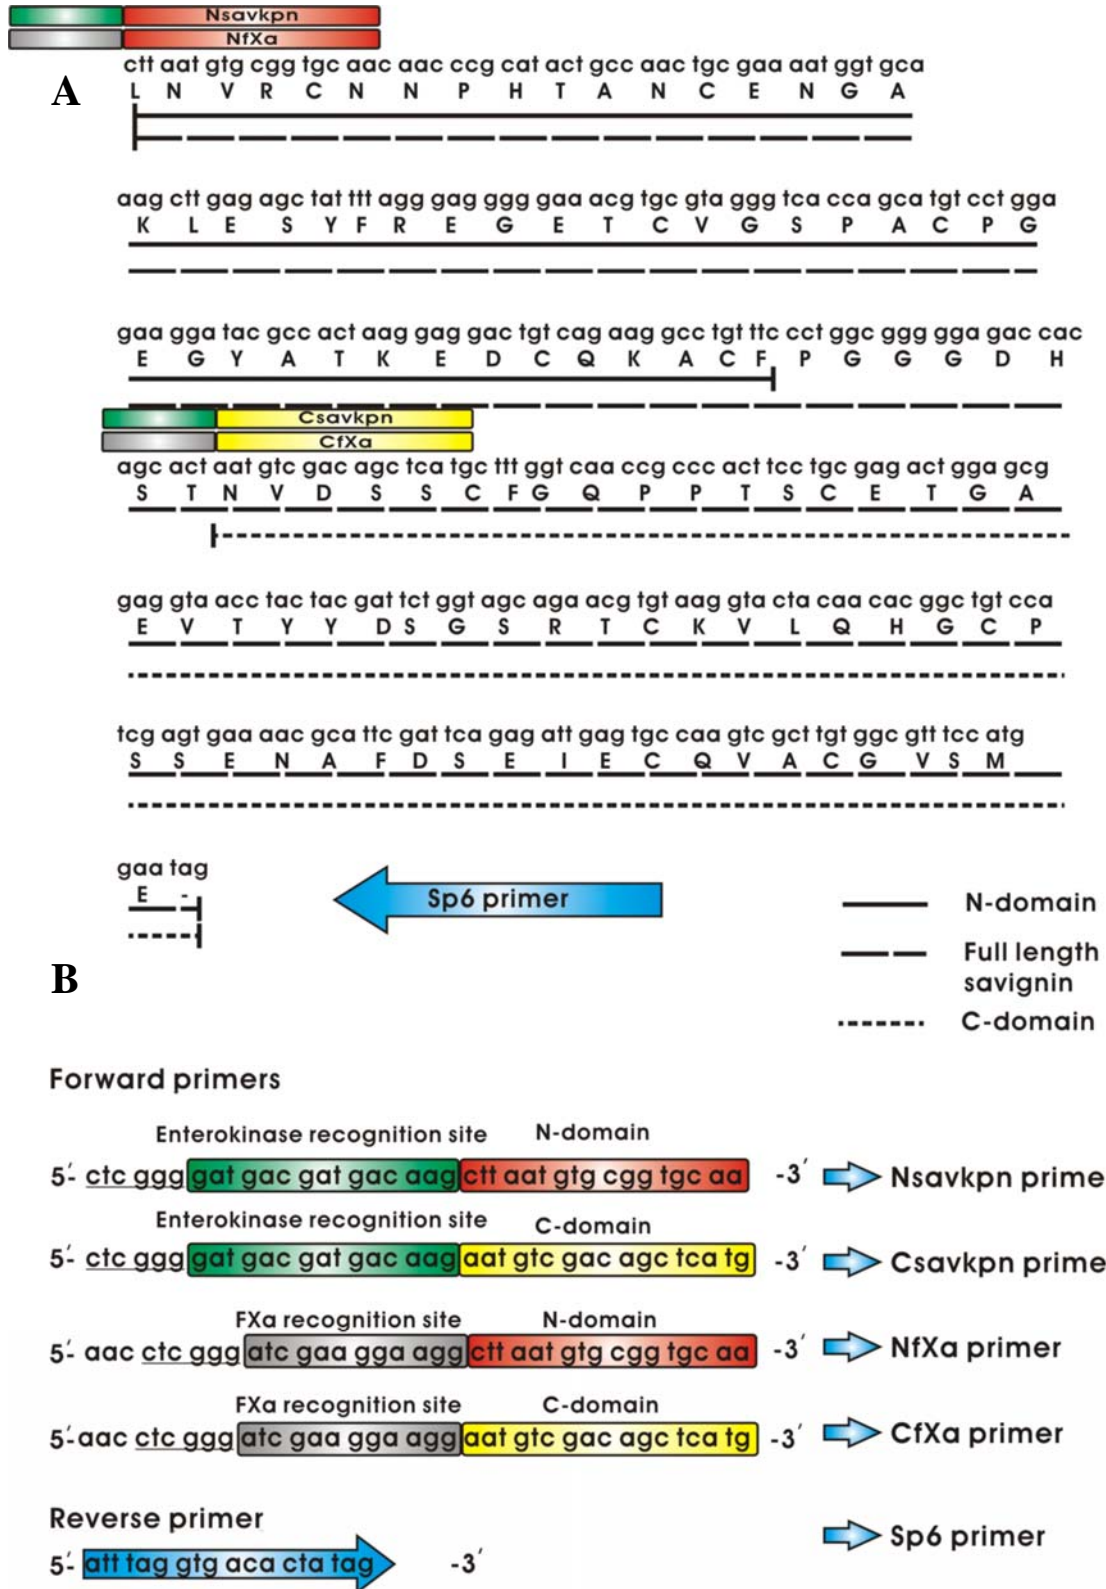 Nsavkpn
NfXa
A
ctt aat gtg cgg tgc aac aac ccg cat act gcc aac tgc gaa aat ggt gca
L N V R C N N P H T A N C E N G A
aag ctt gag agc tat ttt agg gag ggg gaa acg tgc gta ggg tca cca gca tgt cct gga
K L E S Y F R E G E T C V G S P A C P G
gaa gga tac gcc act aag gag gac tgt cag aag gcc tgt ttc cct ggc ggg gga gac cac
E G Y A T K E D C Q K A C F P G G G D H
Csavkpn
CfXa
agc act aat gtc gac agc tca tgc ttt ggt caa ccg ccc act tcc tgc gag act gga gcg
S T N V D S S C F G Q P P T S C E T G A
gag gta acc tac tac gat tct ggt agc aga acg tgt aag gta cta caa cac ggc tgt cca
E V T Y Y D S G S R T C K V L Q H G C P
tcg agt gaa aac gca ttc gat tca gag att gag tgc caa gtc gct tgt ggc gtt tcc atg
S S E N A F D S E I E C Q V A C G V S M
gaa tag
E -
Sp6 primer
N-domain
Full length
savignin
C-domain
B
Forward primers
Enterokinase recognition site N-domain
5′- ctc ggg gat gac gat gac aag ctt aat gtg cgg tgc aa -3′ Nsavkpn prime
Enterokinase recognition site C-domain
5′- ctc ggg gat gac gat gac aag aat gtc gac agc tca tg -3′ Csavkpn prime
FXa recognition site N-domain
5′- aac ctc ggg atc gaa gga agg ctt aat gtg cgg tgc aa -3′ NfXa primer
FXa recognition site C-domain
5′-aac ctc ggg atc gaa gga agg aat gtc gac agc tca tg -3′ CfXa primer
Reverse primer
5′- att tag gtg aca cta tag -3′ Sp6 primer